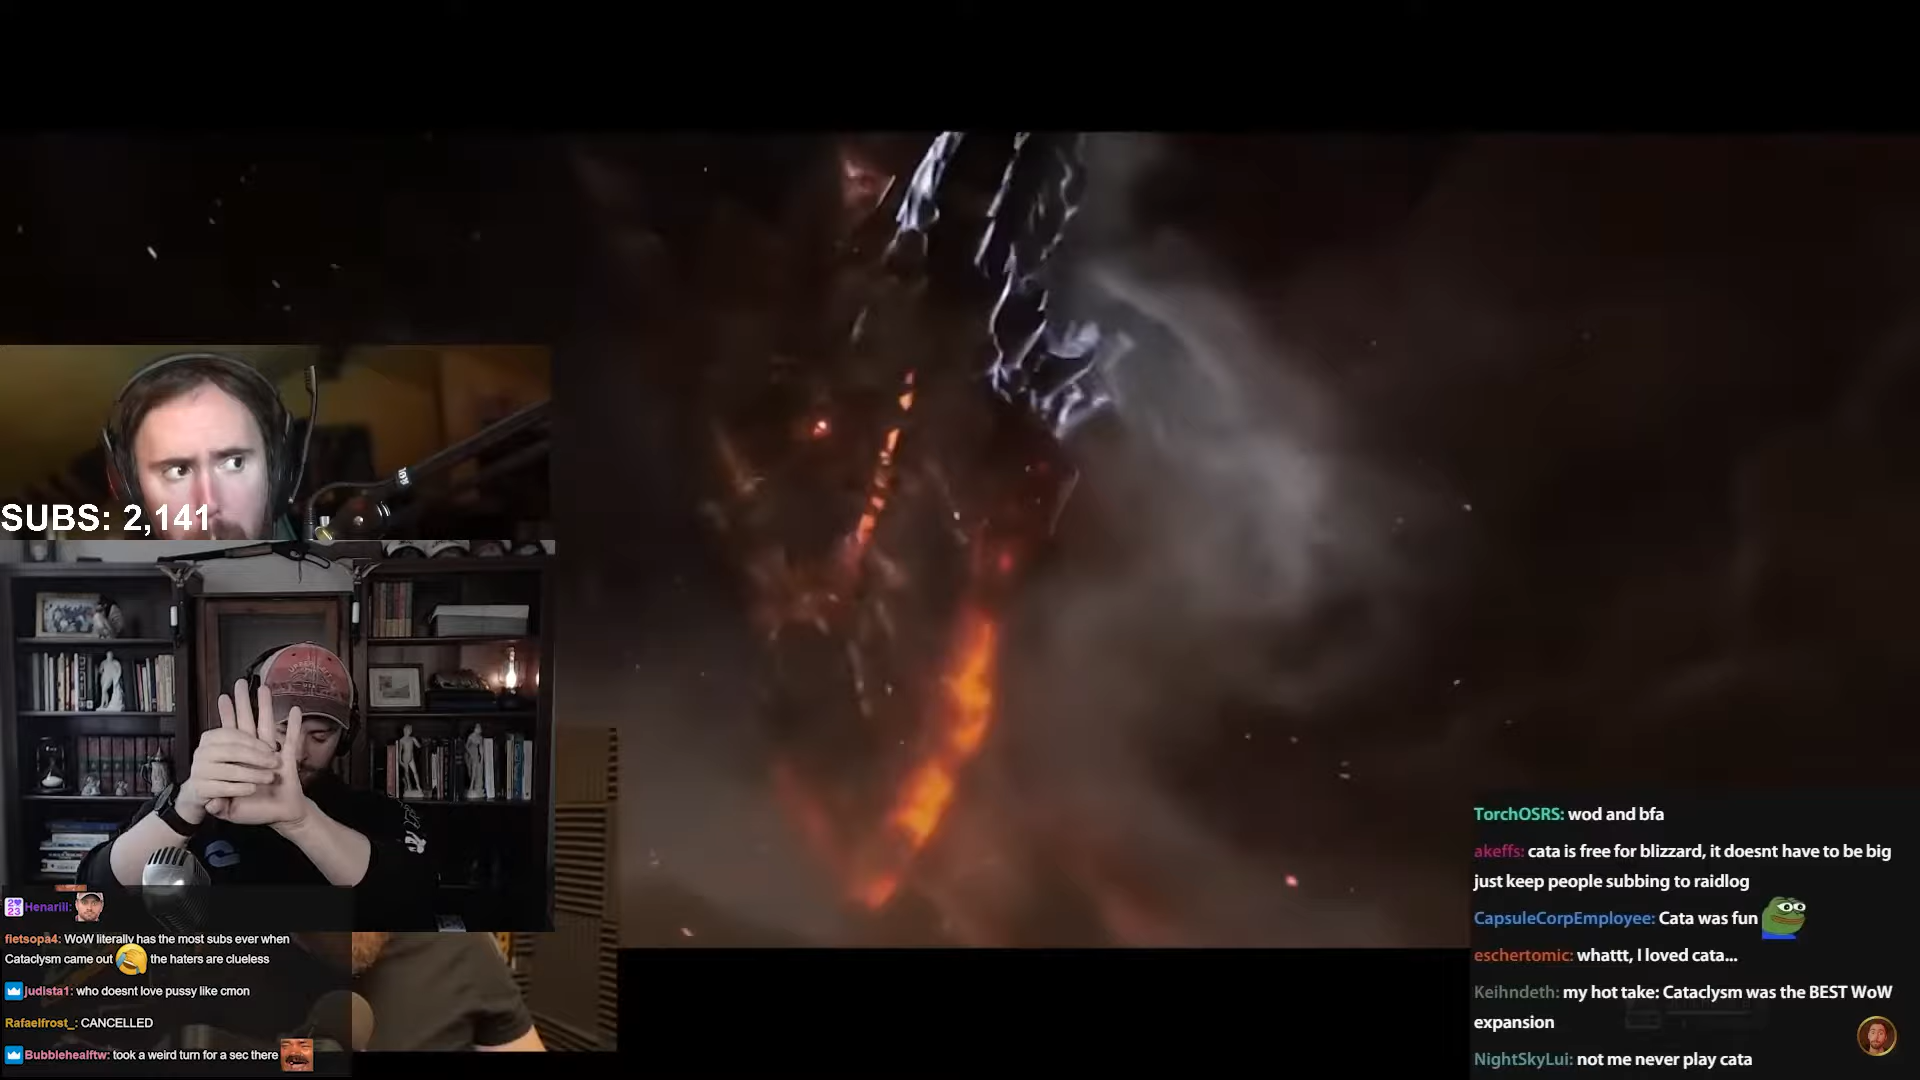 SUBS: 2,141
Henariii:
fietsopa4: WoW literally has the most subs ever when
Cataclysm came out the haters are clueless
judista1: who doesnt love pussy like cmon
Rafaelfrost_: CANCELLED
Bubblehealftw: took a weird turn for a sec there
TorchOSRS: wod and bfa
akeffs: cata is free for blizzard, it doesnt have to be big
just keep people subbing to raidlog
CapsuleCorpEmployee: Cata was fun
eschertomic: whattt, I loved cata...
Keihndeth: my hot take: Cataclysm was the BEST WoW
expansion
NightSkyLui: not me never play cata